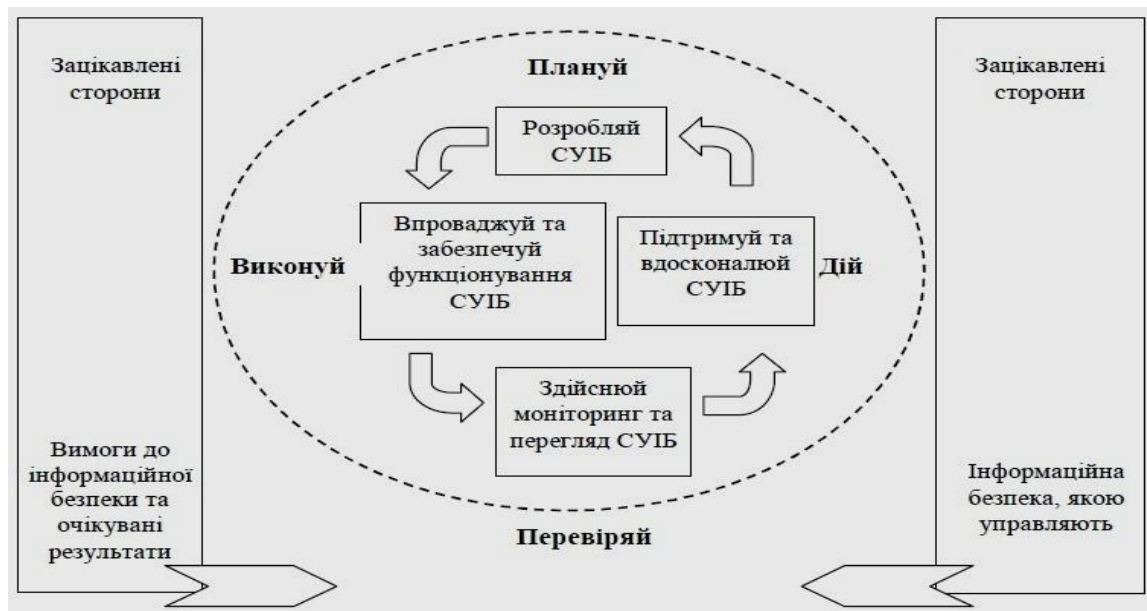 Зацікавлені
сторони
Вимоги до
інформаційної
безпеки та
очікувані
результати
Плануй
Розробляй
СУІБ
Виконуй
Впроваджуй та
забезпечуй
функціонування
СУІБ
Підтримуй та
вдосконалюй
СУІБ
Дій
Здійснюй
моніторинг та
перегляд СУІБ
Перевіряй
Зацікавлені
сторони
Інформаційна
безпека, якою
управляють